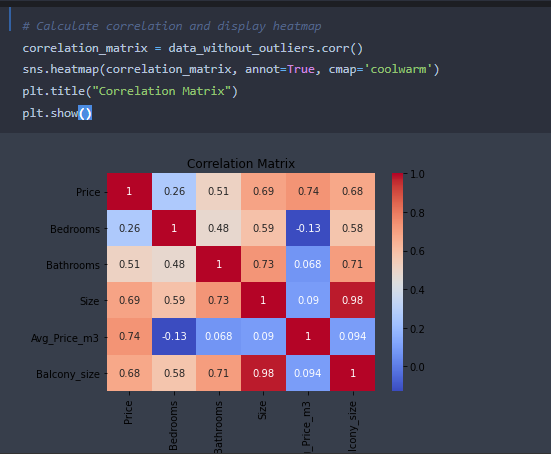 # Calculate correlation and display heatmap
correlation_matrix = data_without_outliers.corr()
sns.heatmap(correlation_matrix, annot=True, cmap='coolwarm')
plt.title("Correlation Matrix")
plt.show()
Correlation Matrix
Price 1 0.26 0.51 0.69 0.74 0.68
Bedrooms 0.26 1 0.48 0.59 -0.13 0.58
Bathrooms 0.51 0.48 1 0.73 0.068 0.71
Size 0.69 0.59 0.73 1 0.09 0.98
Avg_Price_m3 0.74 -0.13 0.068 0.09 1 0.094
Balcony_size 0.68 0.58 0.71 0.98 0.094 1
Price
Bedrooms
Bathrooms
Size
_Price_m3
lcony_size
1.0
0.8
0.6
0.4
0.2
0.0